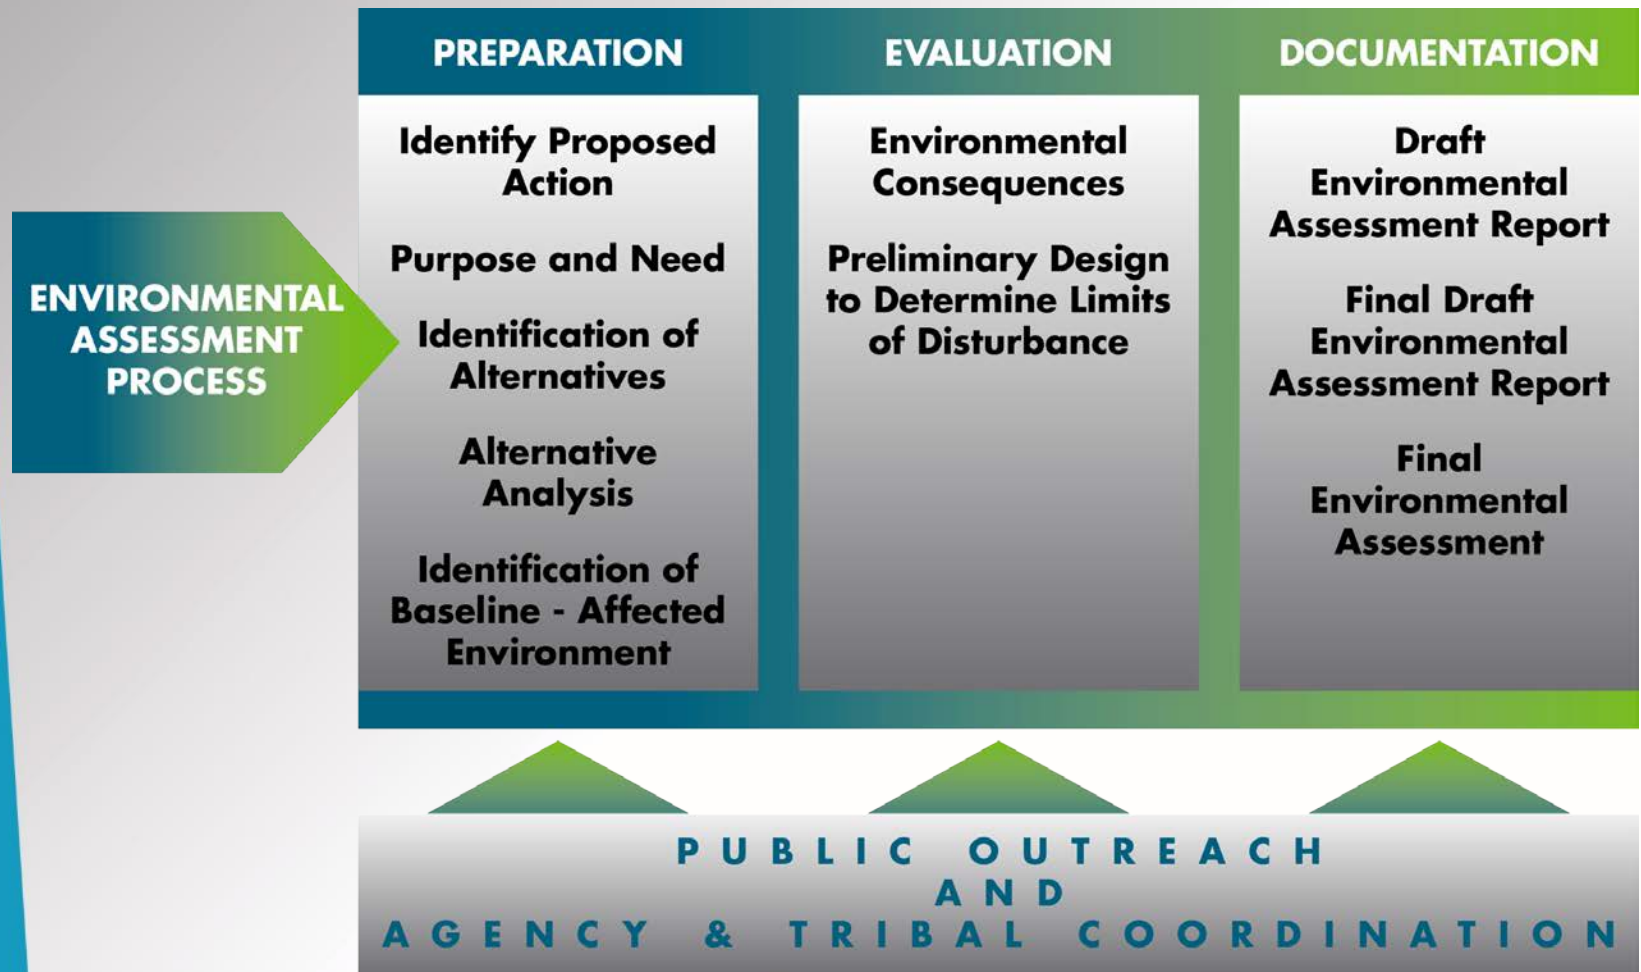 ENVIRONMENTAL
ASSESSMENT
PROCESS
PREPARATION
Identify Proposed
Action
Purpose and Need
Identification of
Alternatives
Alternative
Analysis
Identification of
Baseline - Affected
Environment
EVALUATION
Environmental
Consequences
Preliminary Design
to Determine Limits
of Disturbance
DOCUMENTATION
Draft
Environmental
Assessment Report
Final Draft
Environmental
Assessment Report
Final
Environmental
Assessment
PUBLIC OUTREACH
AND
AGENCY & TRIBAL COORDINATION